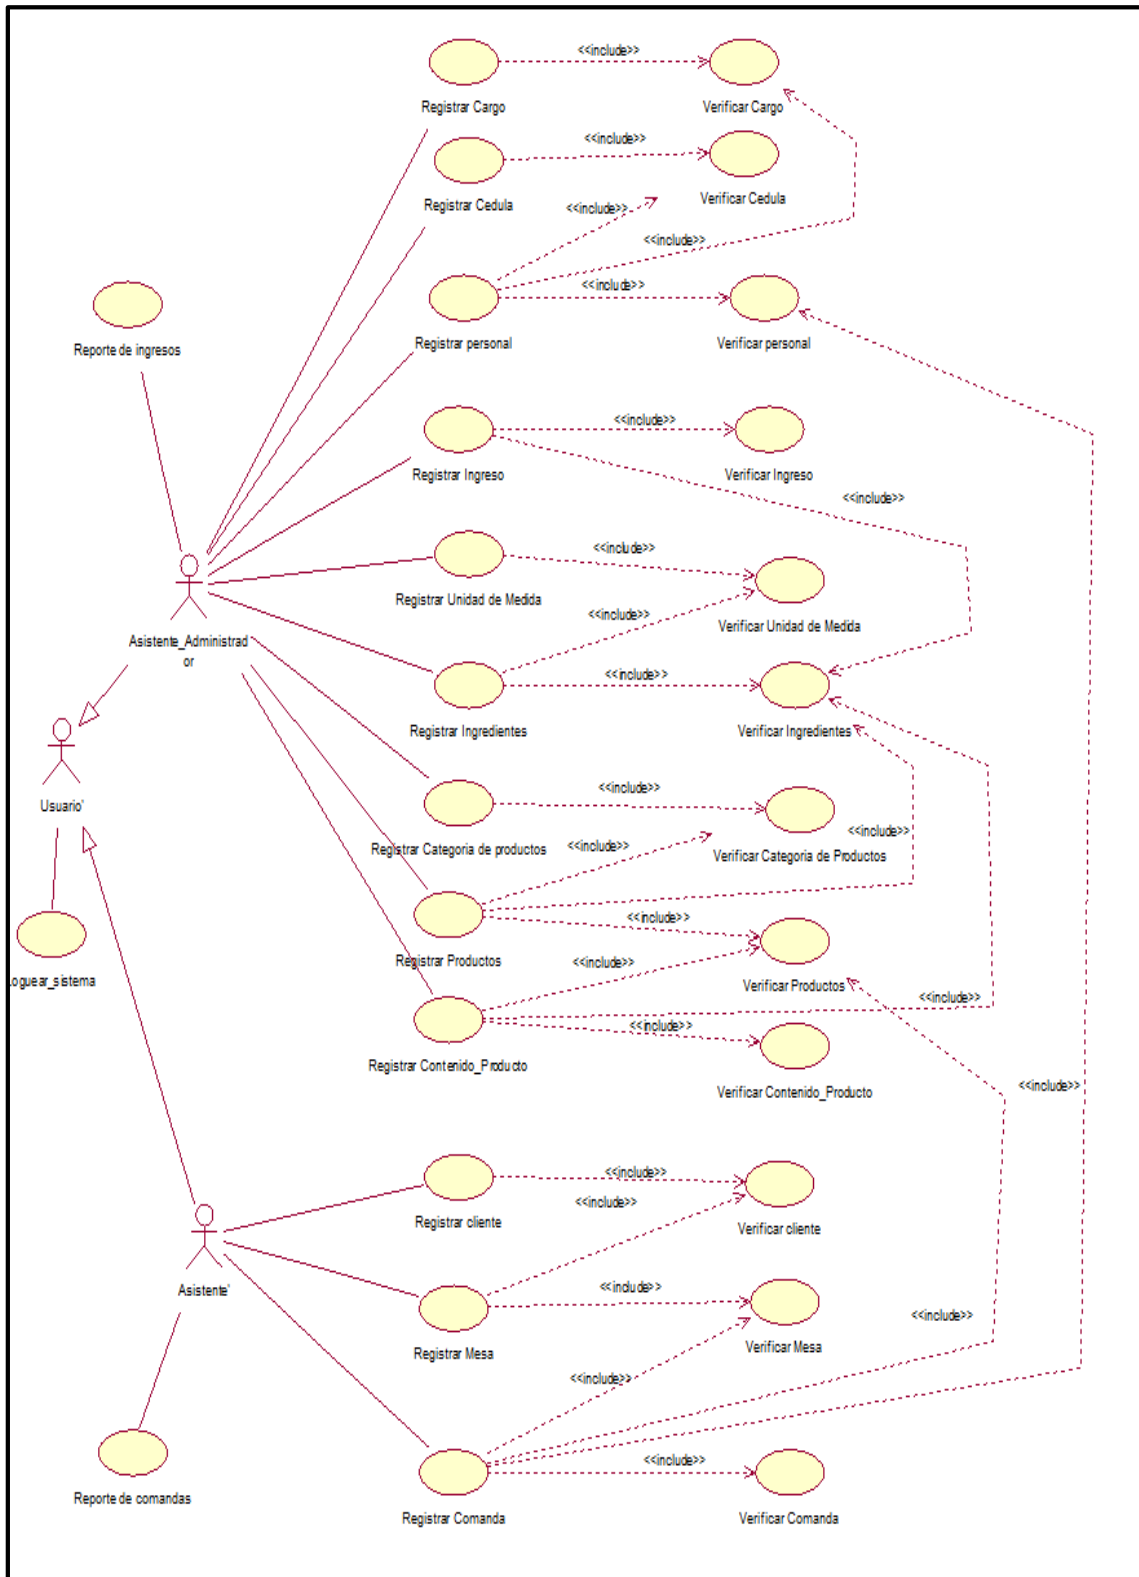 <<include>>
Registrar Cargo
Verificar Cargo
<<include>>
Registrar Cedula
Verificar Cedula
<<include>>
<<include>>
<<include>>
Registrar personal
Verificar personal
Reporte de ingresos
<<include>>
Registrar Ingreso
Verificar Ingreso
<<include>>
<<include>>
Registrar Unidad de Medida
<<include>>
Verificar Unidad de Medida
Asistente_Administrad
or
<<include>>
Registrar Ingredientes
Verificar Ingredientes
Usuario'
<<include>>
<<include>>
Registrar Categoria de productos
<<include>>
Verificar Categoria de Productos
<<include>>
Registrar Productos
<<include>>
Loguear_sistema
Verificar Productos
<<include>>
<<include>>
Registrar Contenido_Producto
Verificar Contenido_Producto
<<include>>
<<include>>
<<include>>
Registrar cliente
Verificar cliente
Asistente'
<<include>>
Registrar Mesa
Verificar Mesa
<<include>>
<<include>>
<<include>>
Reporte de comandas
Registrar Comanda
Verificar Comanda